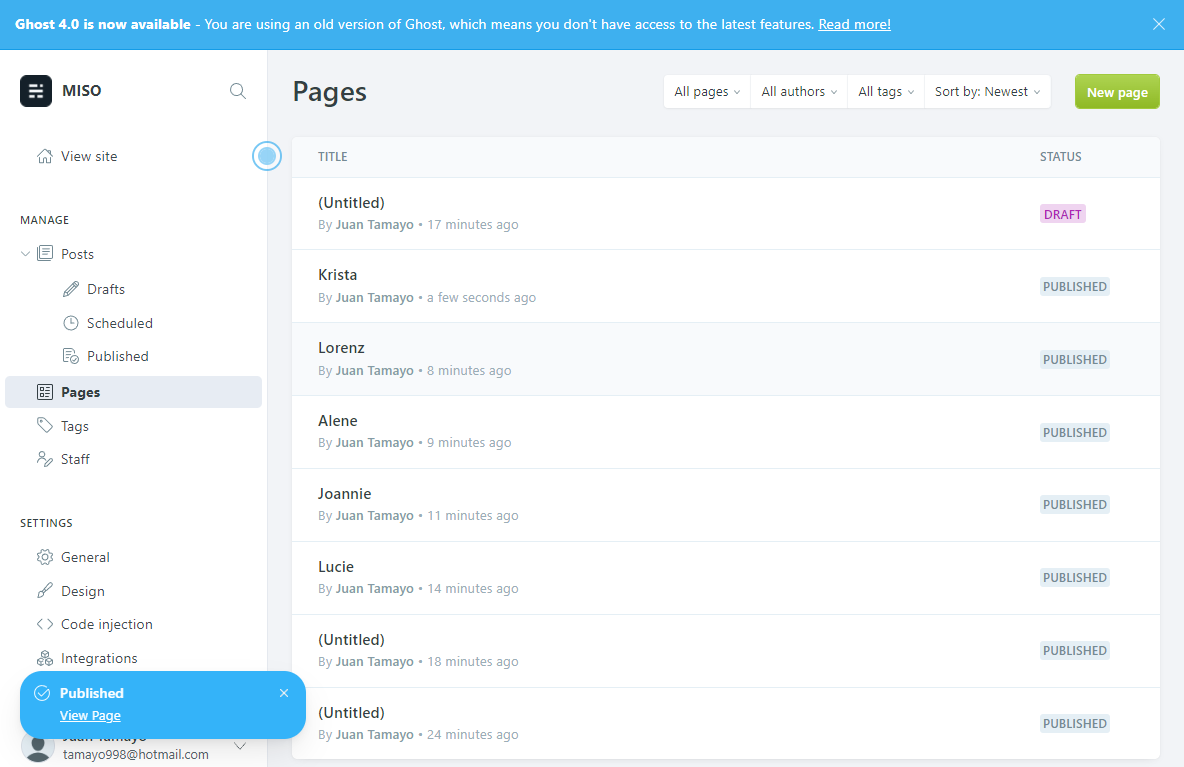 Ghost 4.0 is now available - You are using an old version of Ghost, which means you don't have access to the latest features. Read more!
MISO
View site
MANAGE
Posts
Drafts
Scheduled
Published
Pages
Tags
Staff
SETTINGS
General
Design
Code injection
Integrations
Published
View Page
Juan Tamayo
tamayo998@hotmail.com
Pages
All pages All authors All tags Sort by: Newest New page
TITLE STATUS
(Untitled)
By Juan Tamayo • 17 minutes ago DRAFT
Krista
By Juan Tamayo • a few seconds ago PUBLISHED
Lorenz
By Juan Tamayo • 8 minutes ago PUBLISHED
Alene
By Juan Tamayo • 9 minutes ago PUBLISHED
Joannie
By Juan Tamayo • 11 minutes ago PUBLISHED
Lucie
By Juan Tamayo • 14 minutes ago PUBLISHED
(Untitled)
By Juan Tamayo • 18 minutes ago PUBLISHED
(Untitled)
By Juan Tamayo • 24 minutes ago PUBLISHED